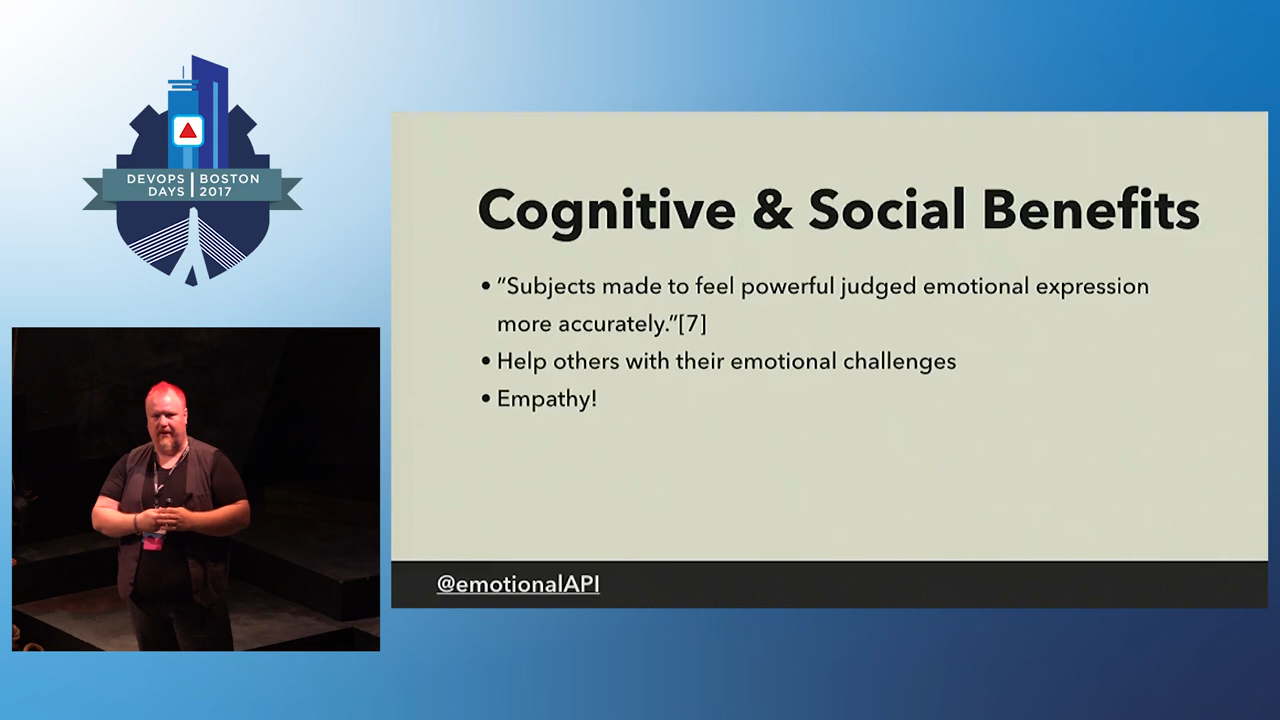 DEVOPS | BOSTON
DAYS | 2017
Cognitive & Social Benefits
• “Subjects made to feel powerful judged emotional expression
more accurately.”[7]
• Help others with their emotional challenges
• Empathy!
@emotionalAPI